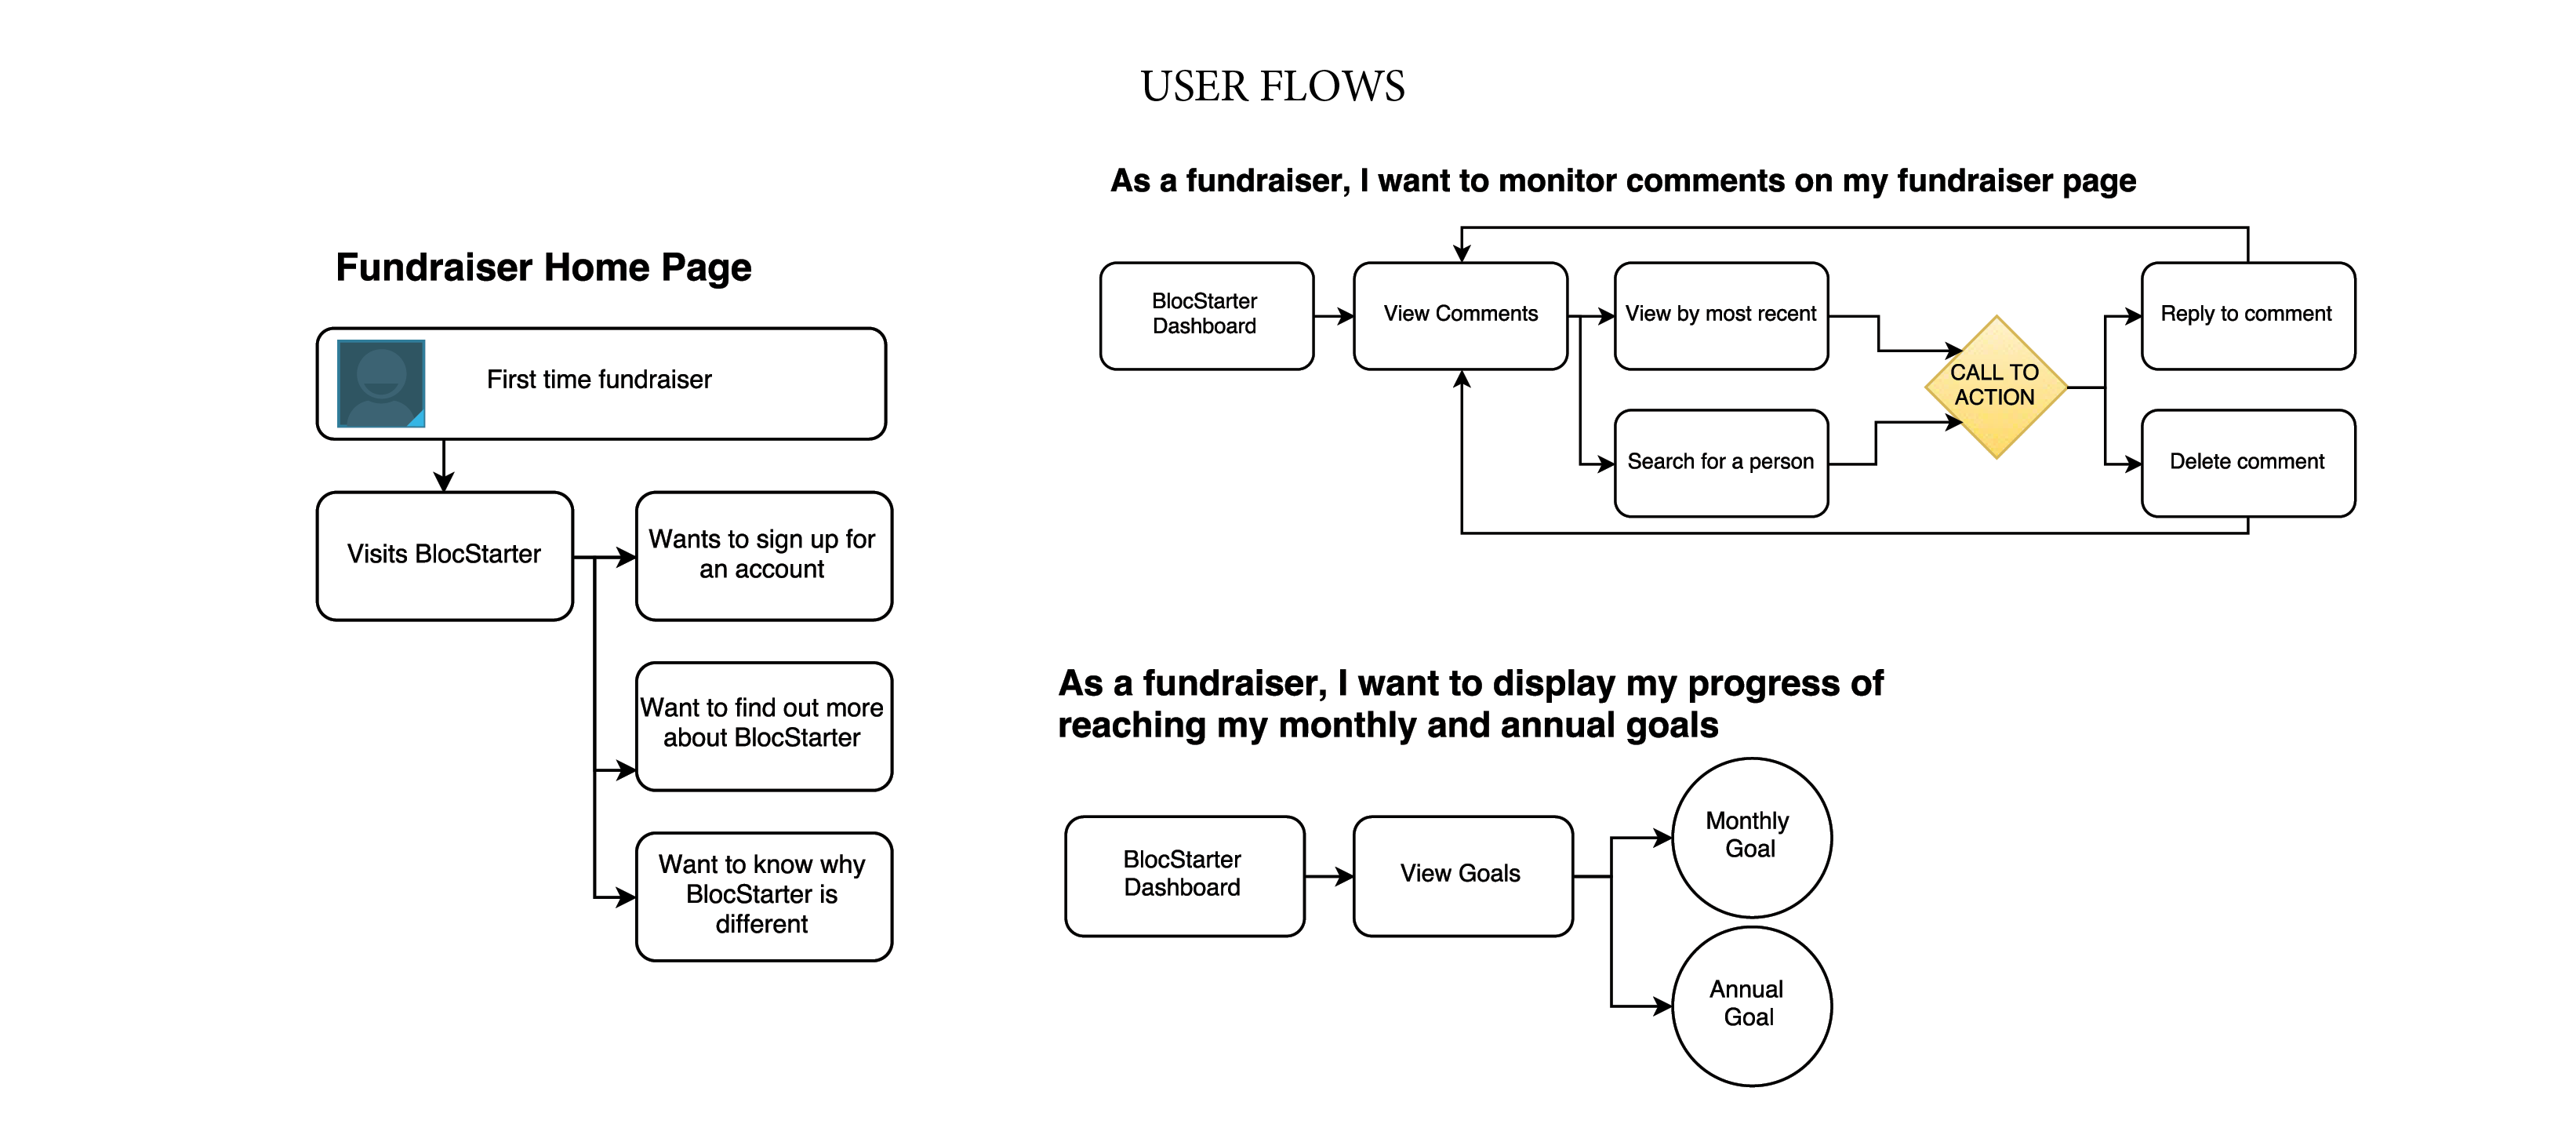 USER FLOWS
Fundraiser Home Page
First time fundraiser
Visits BlocStarter
Wants to sign up for
an account
Want to find out more
about BlocStarter
Want to know why
BlocStarter is
different
As a fundraiser, I want to monitor comments on my fundraiser page
BlocStarter
Dashboard
View Comments
View by most recent
Search for a person
CALL TO
ACTION
Reply to comment
Delete comment
As a fundraiser, I want to display my progress of
reaching my monthly and annual goals
BlocStarter
Dashboard
View Goals
Monthly
Goal
Annual
Goal